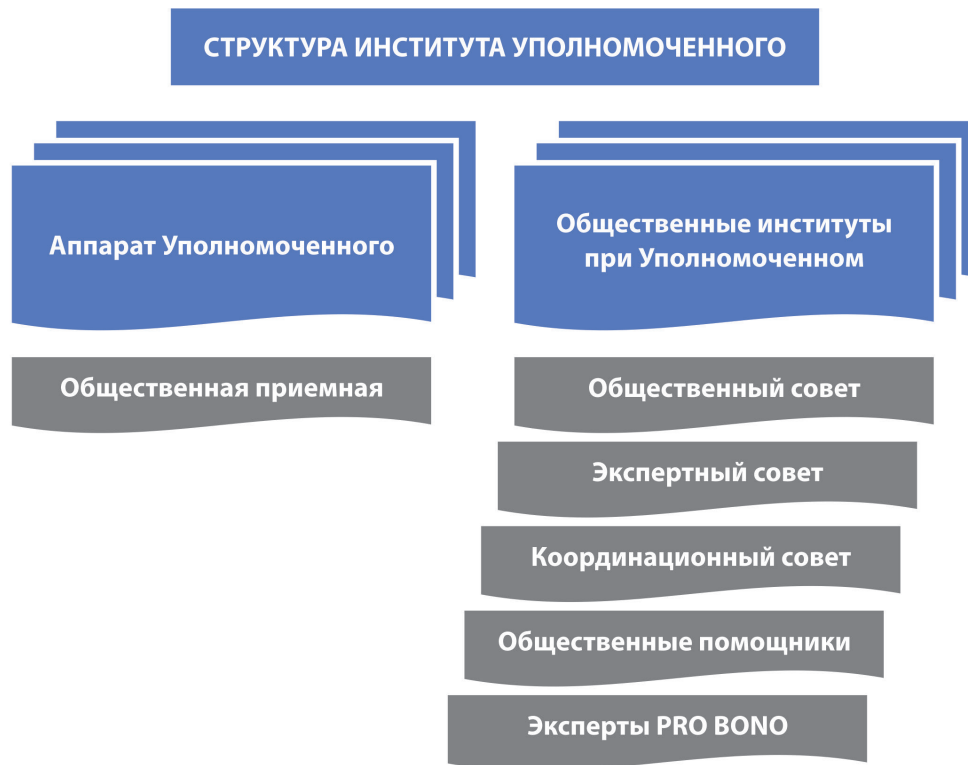 СТРУКТУРА ИНСТИТУТА УПОЛНОМОЧЕННОГО
Аппарат Уполномоченного
Общественная приемная
Общественные институты
при Уполномоченном
Общественный совет
Экспертный совет
Координационный совет
Общественные помощники
Эксперты PRO BONO